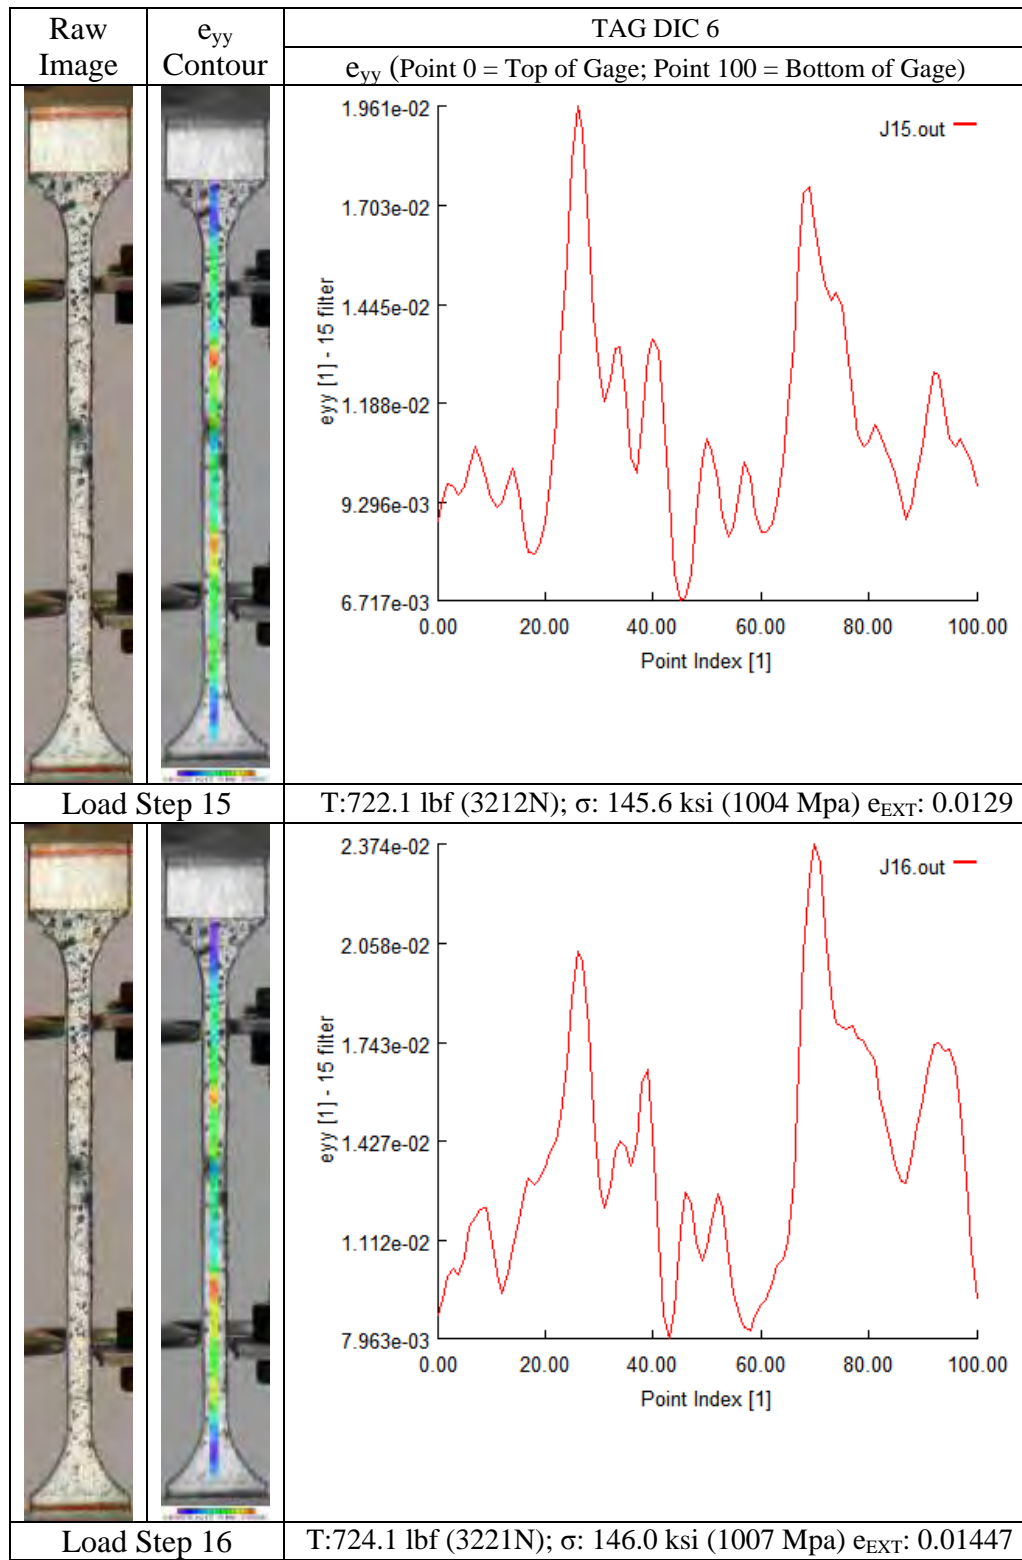 Raw Image
e_yy Contour
TAG DIC 6
e_yy (Point 0 = Top of Gage; Point 100 = Bottom of Gage)
1.961e-02
J15.out
1.703e-02
1.445e-02
1.188e-02
9.296e-03
6.717e-03
eyy [1] - 15 filter
0.00 20.00 40.00 60.00 80.00 100.00
Point Index [1]
Load Step 15
T:722.1 lbf (3212N); σ: 145.6 ksi (1004 Mpa) e_EXT: 0.0129
2.374e-02
J16.out
2.058e-02
1.743e-02
1.427e-02
1.112e-02
7.963e-03
eyy [1] - 15 filter
0.00 20.00 40.00 60.00 80.00 100.00
Point Index [1]
Load Step 16
T:724.1 lbf (3221N); σ: 146.0 ksi (1007 Mpa) e_EXT: 0.01447